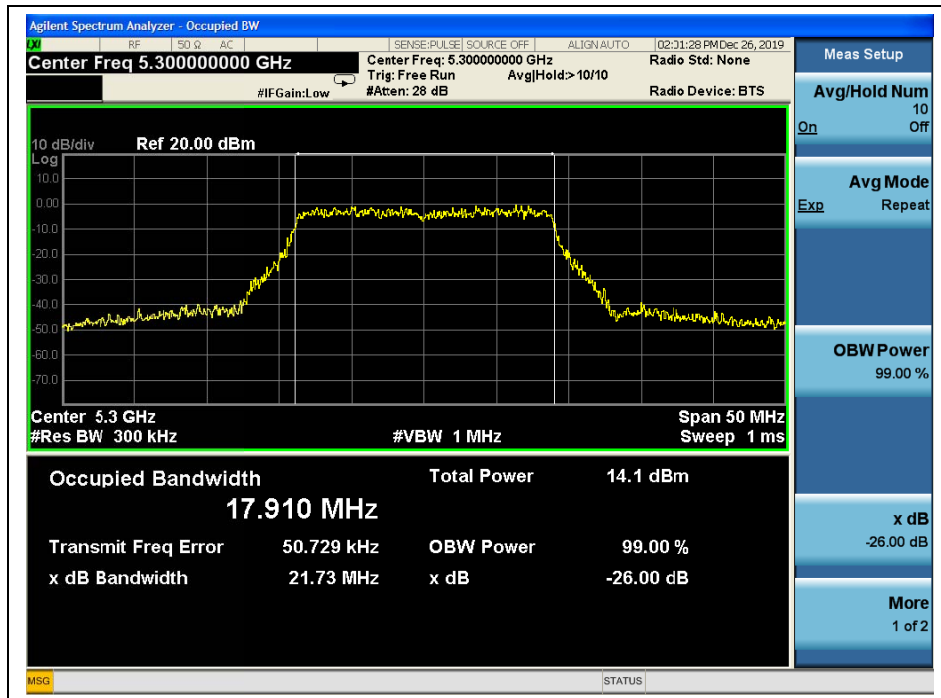 Agilent Spectrum Analyzer - Occupied BW
LXI RF 50 Ω AC SENSE:PULSE SOURCE OFF ALIGN AUTO 02:31:28 PM Dec 26, 2019
Center Freq 5.300000000 GHz
Center Freq: 5.300000000 GHz
Radio Std: None
Trig: Free Run Avg|Hold:>10/10
#IFGain:Low #Atten: 28 dB Radio Device: BTS
10 dB/div Ref 20.00 dBm
Log
10.0
0.00
-10.0
-20.0
-30.0
-40.0
-50.0
-60.0
-70.0
Center 5.3 GHz Span 50 MHz
#Res BW 300 kHz #VBW 1 MHz Sweep 1 ms
Occupied Bandwidth Total Power 14.1 dBm
17.910 MHz
Transmit Freq Error 50.729 kHz OBW Power 99.00 %
x dB Bandwidth 21.73 MHz x dB -26.00 dB
Meas Setup
Avg/Hold Num
10
On Off
Avg Mode
Exp Repeat
OBW Power
99.00 %
x dB
-26.00 dB
More
1 of 2
MSG STATUS